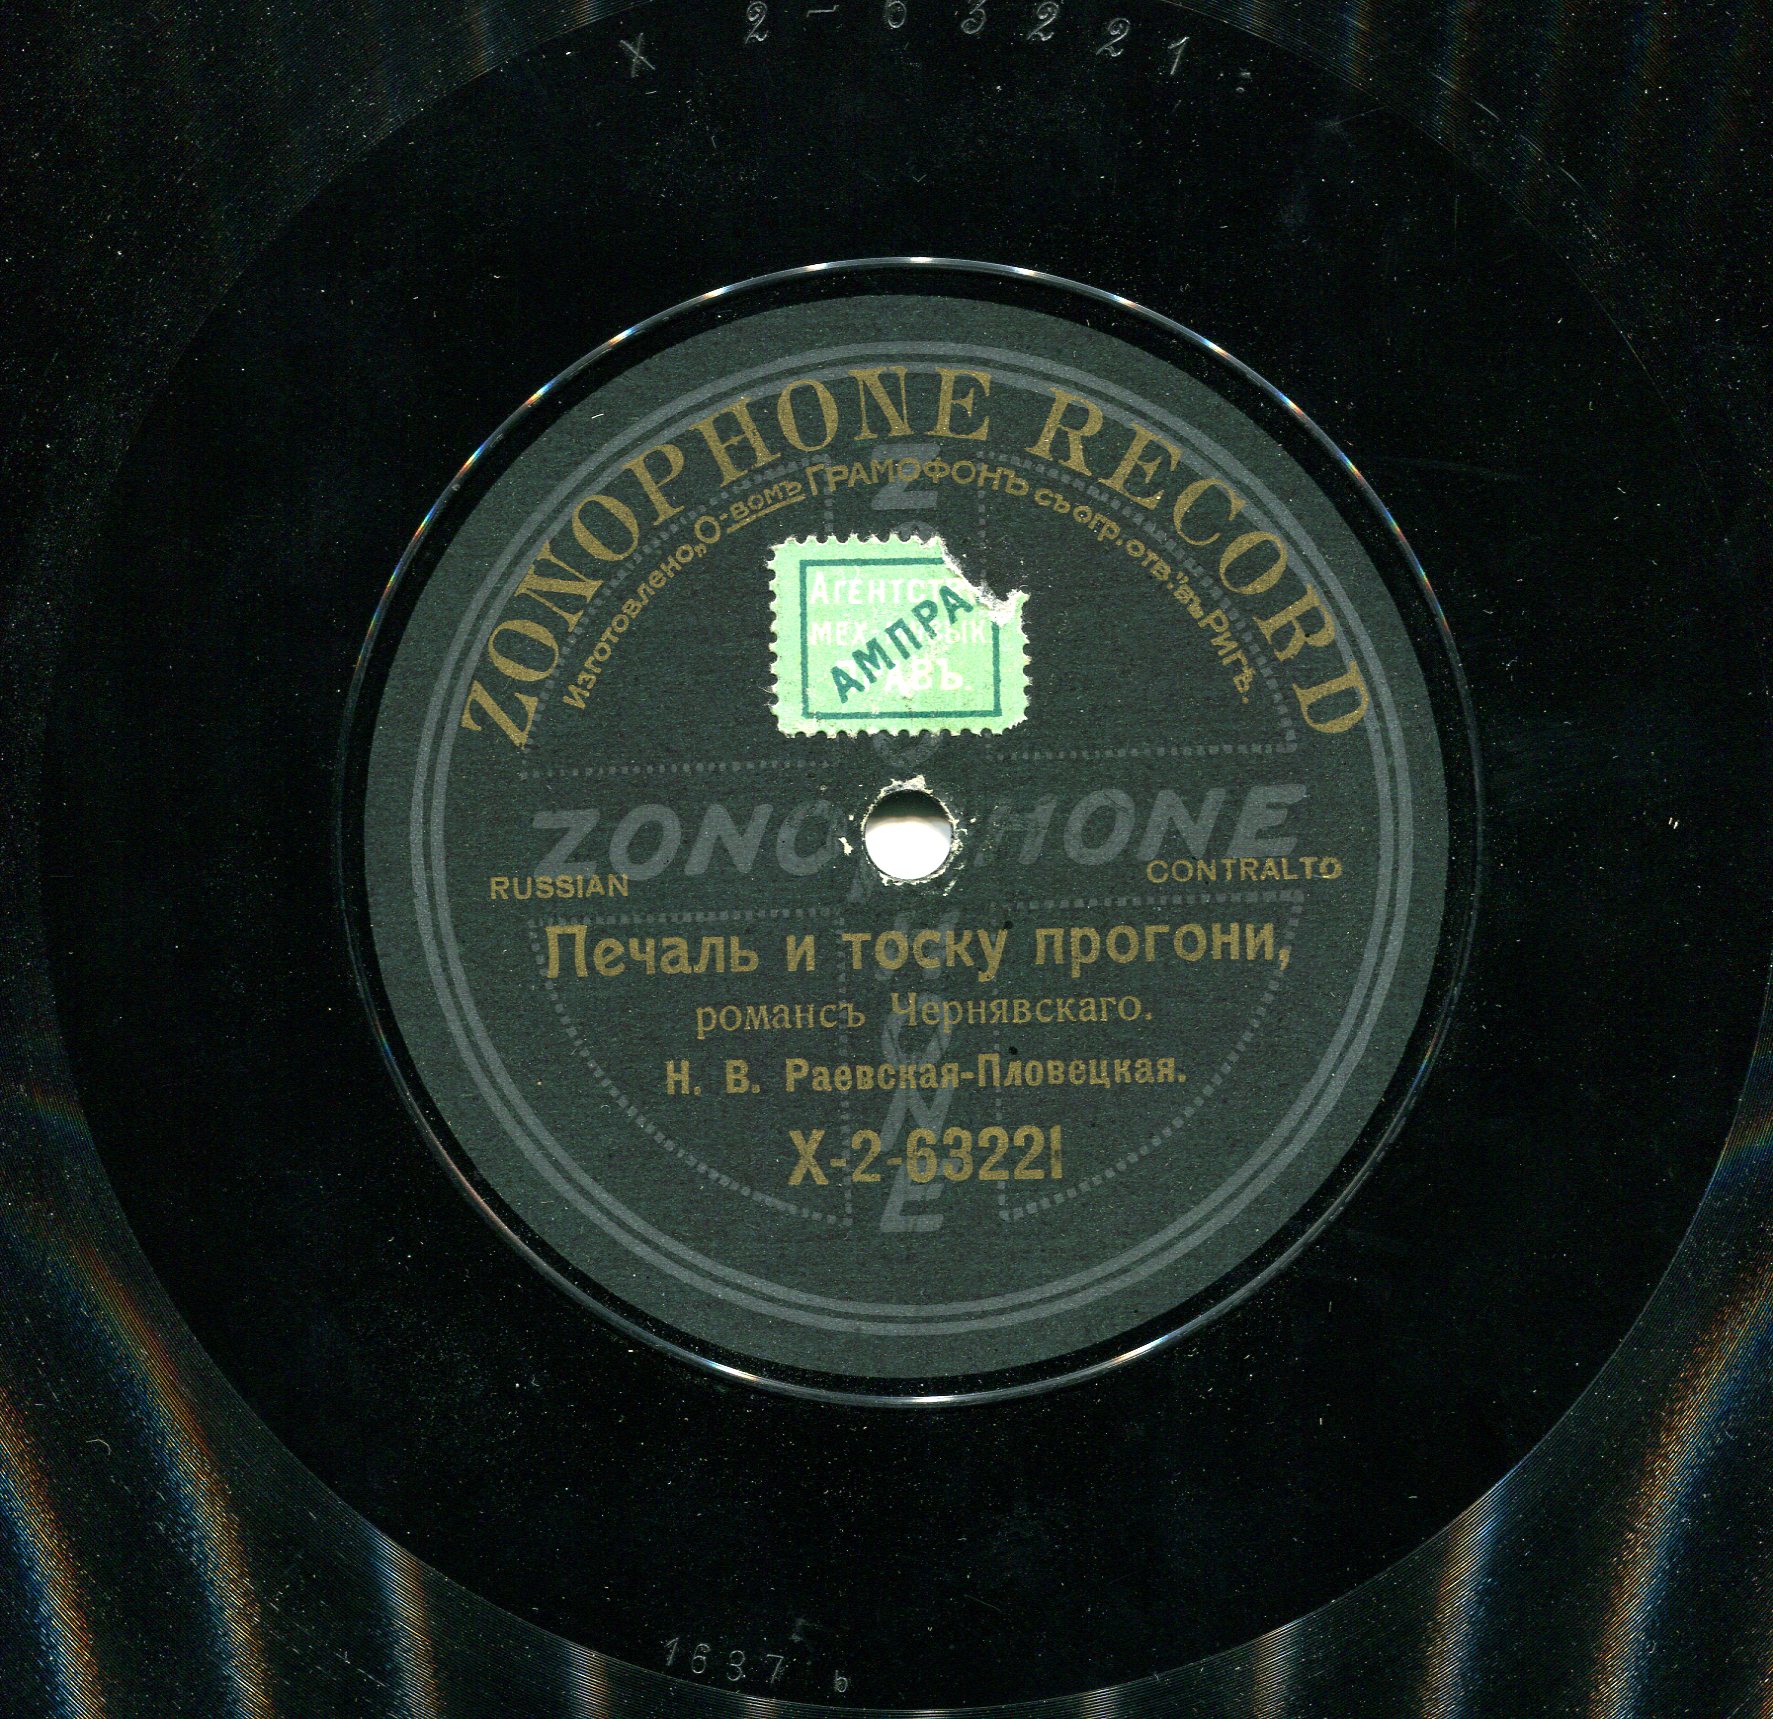 X 2-63221
ZONOPHONE RECORD
Изготовлено „О-вомъ ГРАМОФОНЪ съ огр. отв.“ въ Ригѣ.
АМПРА
ZONOPHONE
RUSSIAN
CONTRALTO
Печаль и тоску прогони,
романсъ Чернявскаго.
Н. В. Раевская-Пловецкая.
X-2-63221
1637 b